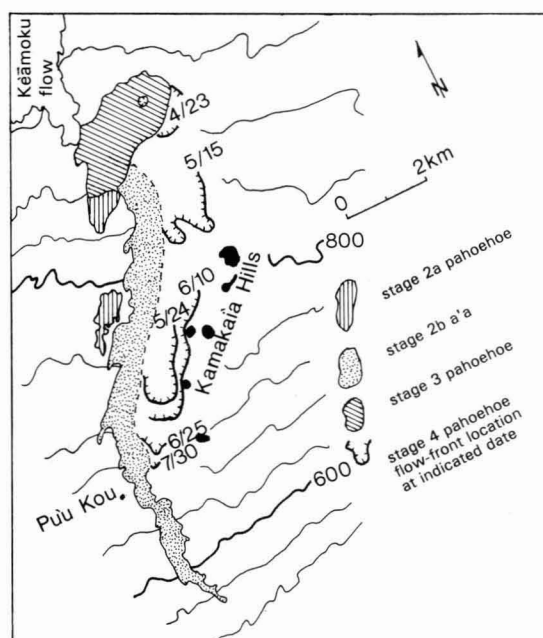 Keāmoku
flow
4/23
N
5/15
2km
0
800
6/10
5/24
Kamakaīa Hills
6/25
7/30
Pu'u Kou
600
stage 2a pahoehoe
stage 2b a'a
stage 3 pahoehoe
stage 4 pahoehoe
flow-front location
at indicated date